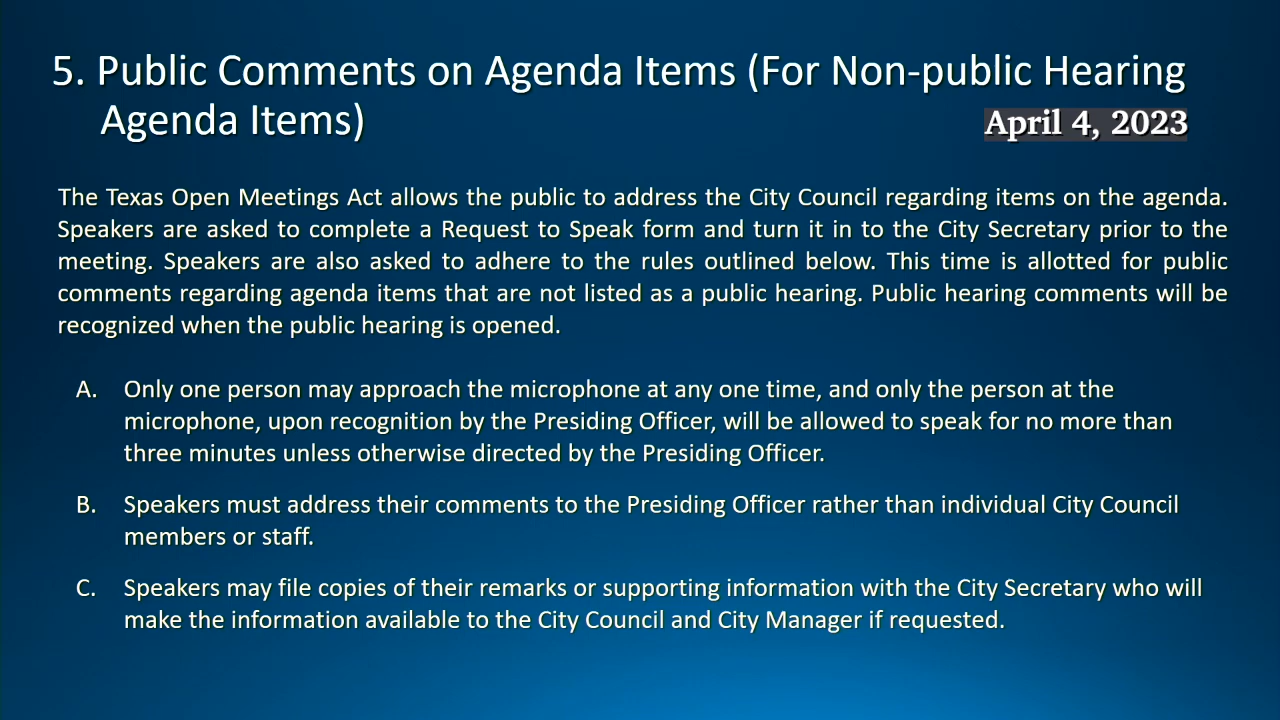 5. Public Comments on Agenda Items (For Non-public Hearing
Agenda Items)
April 4, 2023
The Texas Open Meetings Act allows the public to address the City Council regarding items on the agenda.
Speakers are asked to complete a Request to Speak form and turn it in to the City Secretary prior to the
meeting. Speakers are also asked to adhere to the rules outlined below. This time is allotted for public
comments regarding agenda items that are not listed as a public hearing. Public hearing comments will be
recognized when the public hearing is opened.
A. Only one person may approach the microphone at any one time, and only the person at the
microphone, upon recognition by the Presiding Officer, will be allowed to speak for no more than
three minutes unless otherwise directed by the Presiding Officer.
B. Speakers must address their comments to the Presiding Officer rather than individual City Council
members or staff.
C. Speakers may file copies of their remarks or supporting information with the City Secretary who will
make the information available to the City Council and City Manager if requested.